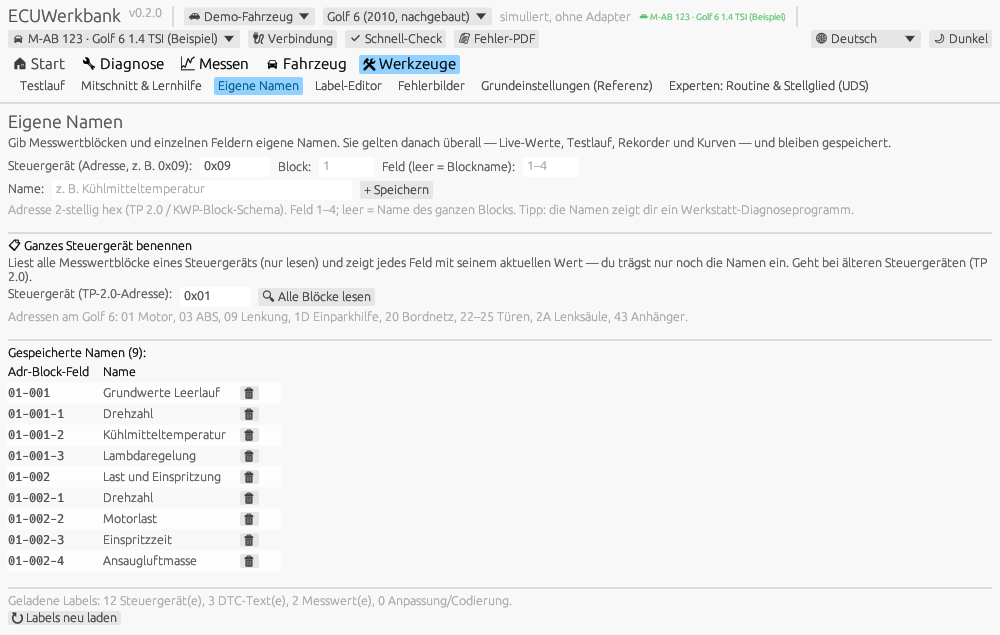 ECUWerkbank v0.2.0 Demo-Fahrzeug Golf 6 (2010, nachgebaut) simuliert, ohne Adapter M-AB 123 · Golf 6 1.4 TSI (Beispiel)
M-AB 123 · Golf 6 1.4 TSI (Beispiel) Verbindung Schnell-Check Fehler-PDF Deutsch Dunkel
Start Diagnose Messen Fahrzeug Werkzeuge
Testlauf Mitschnitt & Lernhilfe Eigene Namen Label-Editor Fehlerbilder Grundeinstellungen (Referenz) Experten: Routine & Stellglied (UDS)
Eigene Namen
Gib Messwertblöcken und einzelnen Feldern eigene Namen. Sie gelten danach überall — Live-Werte, Testlauf, Rekorder und Kurven — und bleiben gespeichert.
Steuergerät (Adresse, z. B. 0x09): 0x09 Block: 1 Feld (leer = Blockname): 1–4
Name: z. B. Kühlmitteltemperatur + Speichern
Adresse 2-stellig hex (TP 2.0 / KWP-Block-Schema). Feld 1–4; leer = Name des ganzen Blocks. Tipp: die Namen zeigt dir ein Werkstatt-Diagnoseprogramm.
Ganzes Steuergerät benennen
Liest alle Messwertblöcke eines Steuergeräts (nur lesen) und zeigt jedes Feld mit seinem aktuellen Wert — du trägst nur noch die Namen ein. Geht bei älteren Steuergeräten (TP
2.0).
Steuergerät (TP-2.0-Adresse): 0x01 Alle Blöcke lesen
Adressen am Golf 6: 01 Motor, 03 ABS, 09 Lenkung, 1D Einparkhilfe, 20 Bordnetz, 22–25 Türen, 2A Lenksäule, 43 Anhänger.
Gespeicherte Namen (9):
Adr-Block-Feld Name
01-001 Grundwerte Leerlauf
01-001-1 Drehzahl
01-001-2 Kühlmitteltemperatur
01-001-3 Lambdaregelung
01-002 Last und Einspritzung
01-002-1 Drehzahl
01-002-2 Motorlast
01-002-3 Einspritzzeit
01-002-4 Ansaugluftmasse
Geladene Labels: 12 Steuergerät(e), 3 DTC-Text(e), 2 Messwert(e), 0 Anpassung/Codierung.
Labels neu laden